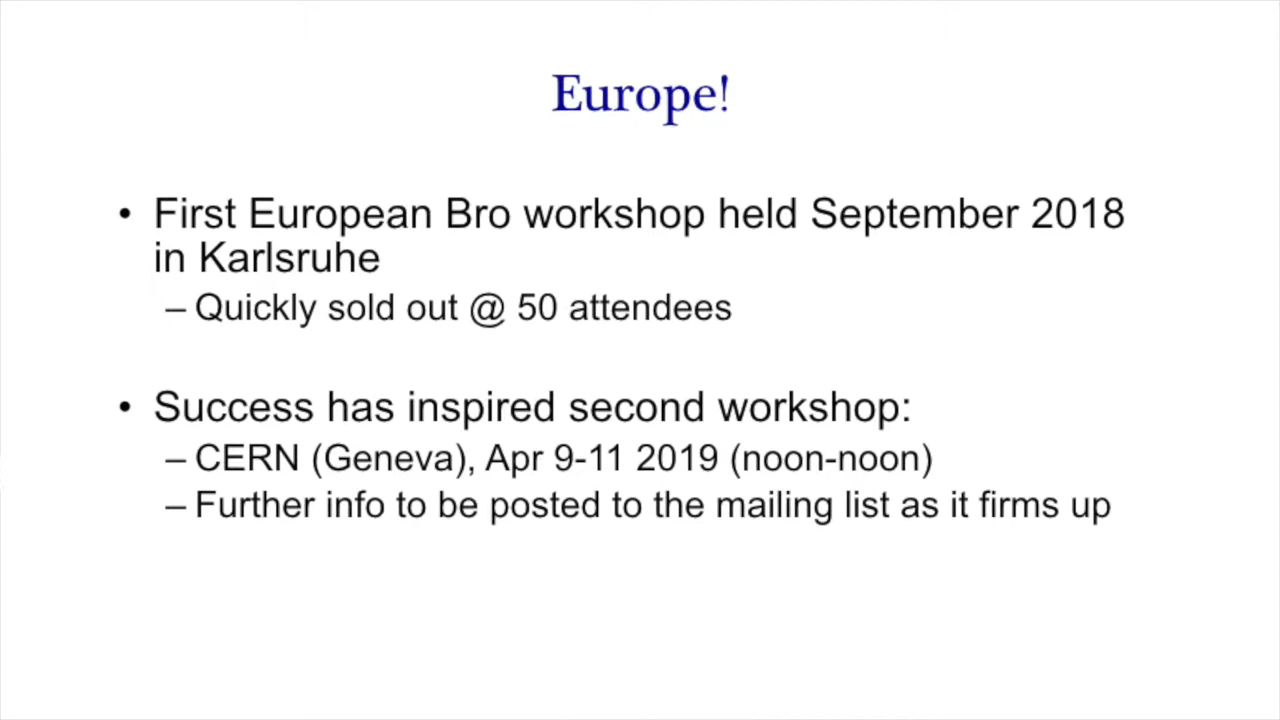 Europe!
• First European Bro workshop held September 2018
in Karlsruhe
– Quickly sold out @ 50 attendees
• Success has inspired second workshop:
– CERN (Geneva), Apr 9-11 2019 (noon-noon)
– Further info to be posted to the mailing list as it firms up